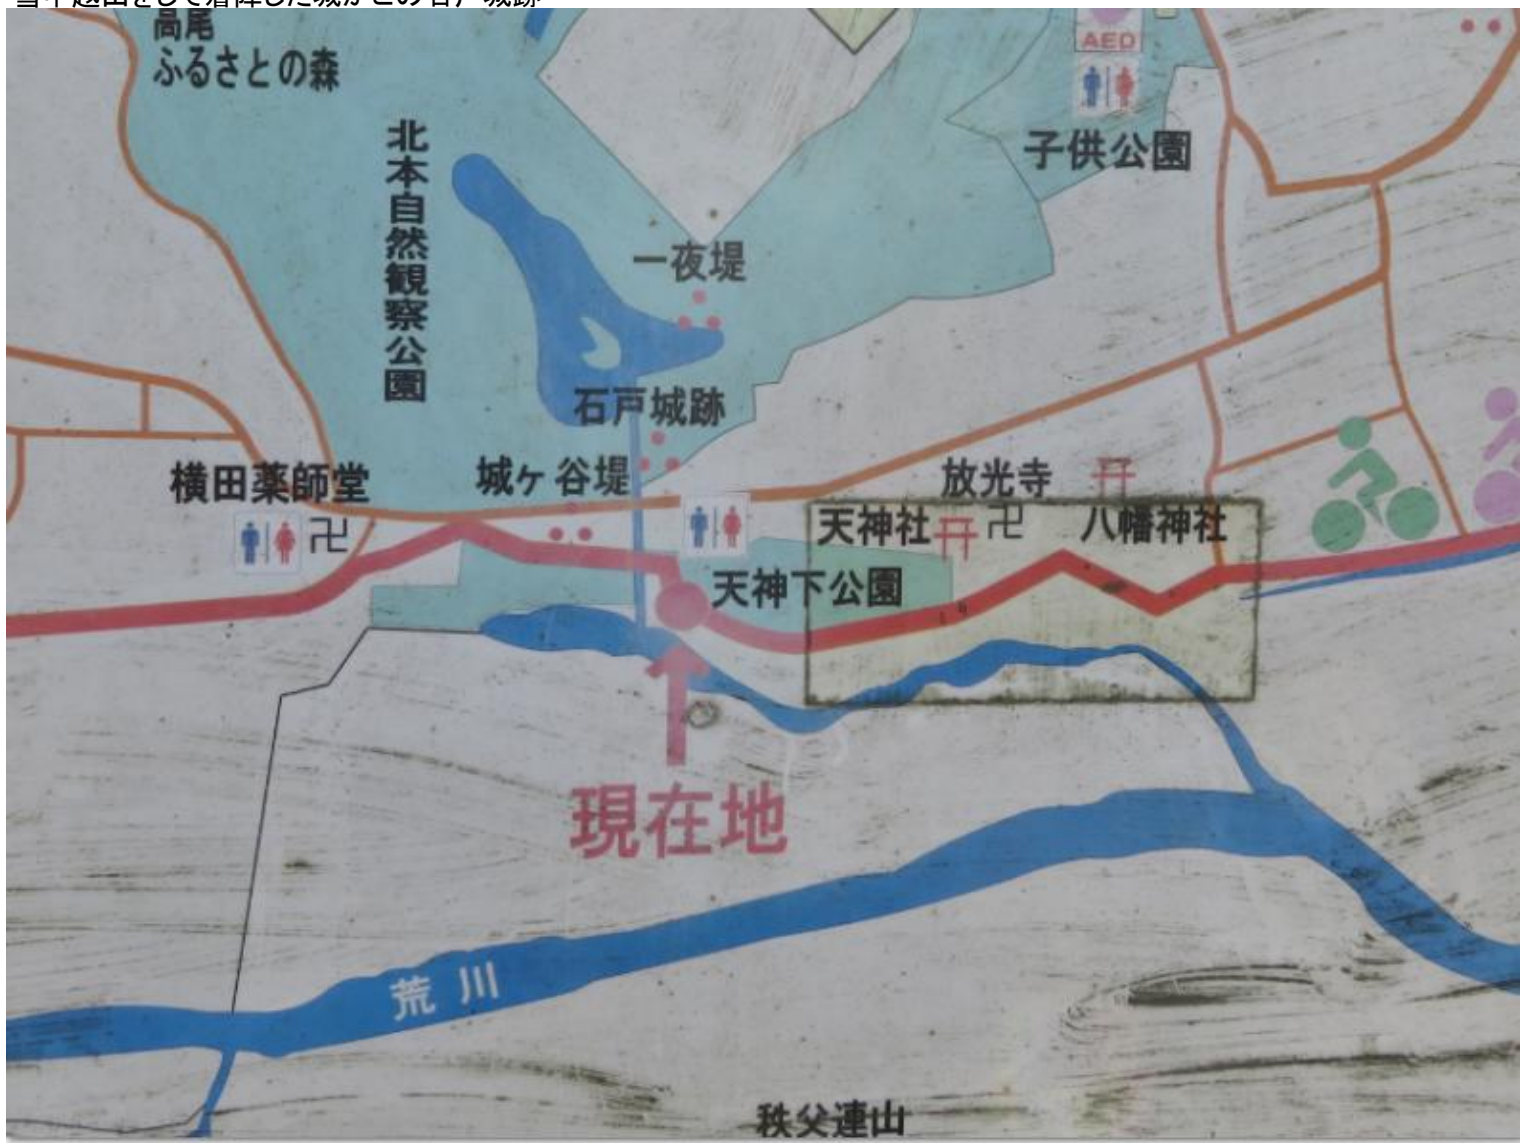 高尾
ふるさとの森
AED
子供公園
北本自然観察公園
一夜堤
石戸城跡
城ヶ谷堤
横田薬師堂
卍
放光寺
天神社
卍
八幡神社
天神下公園
現在地
荒川
秩父連山